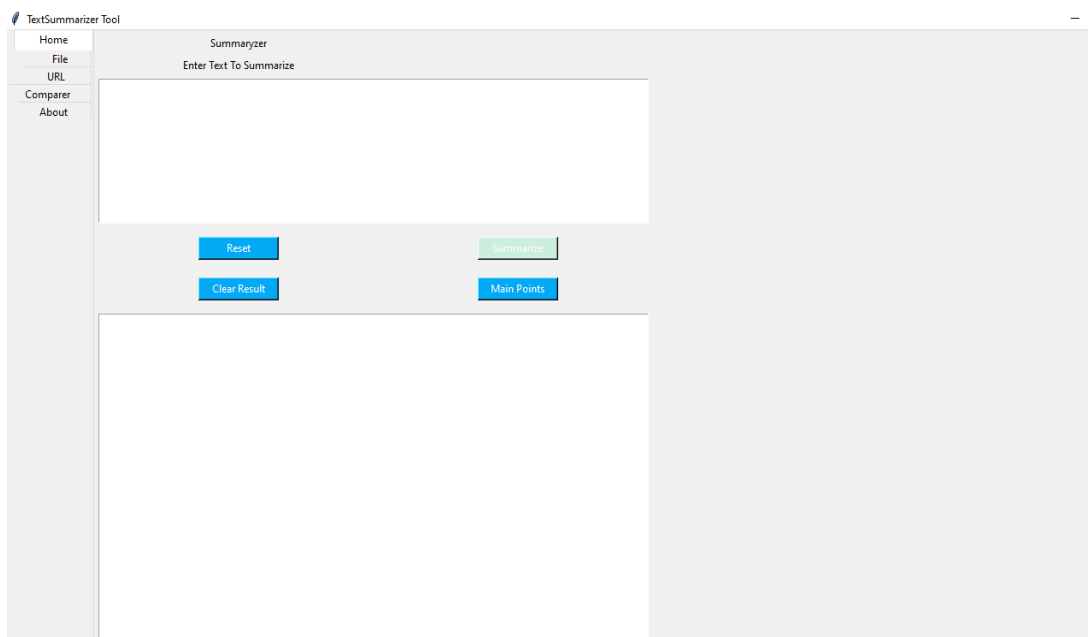 TextSummarizer Tool
Home
File
URL
Comparer
About
Summaryzer
Enter Text To Summarize
Reset
Summarize
Clear Result
Main Points